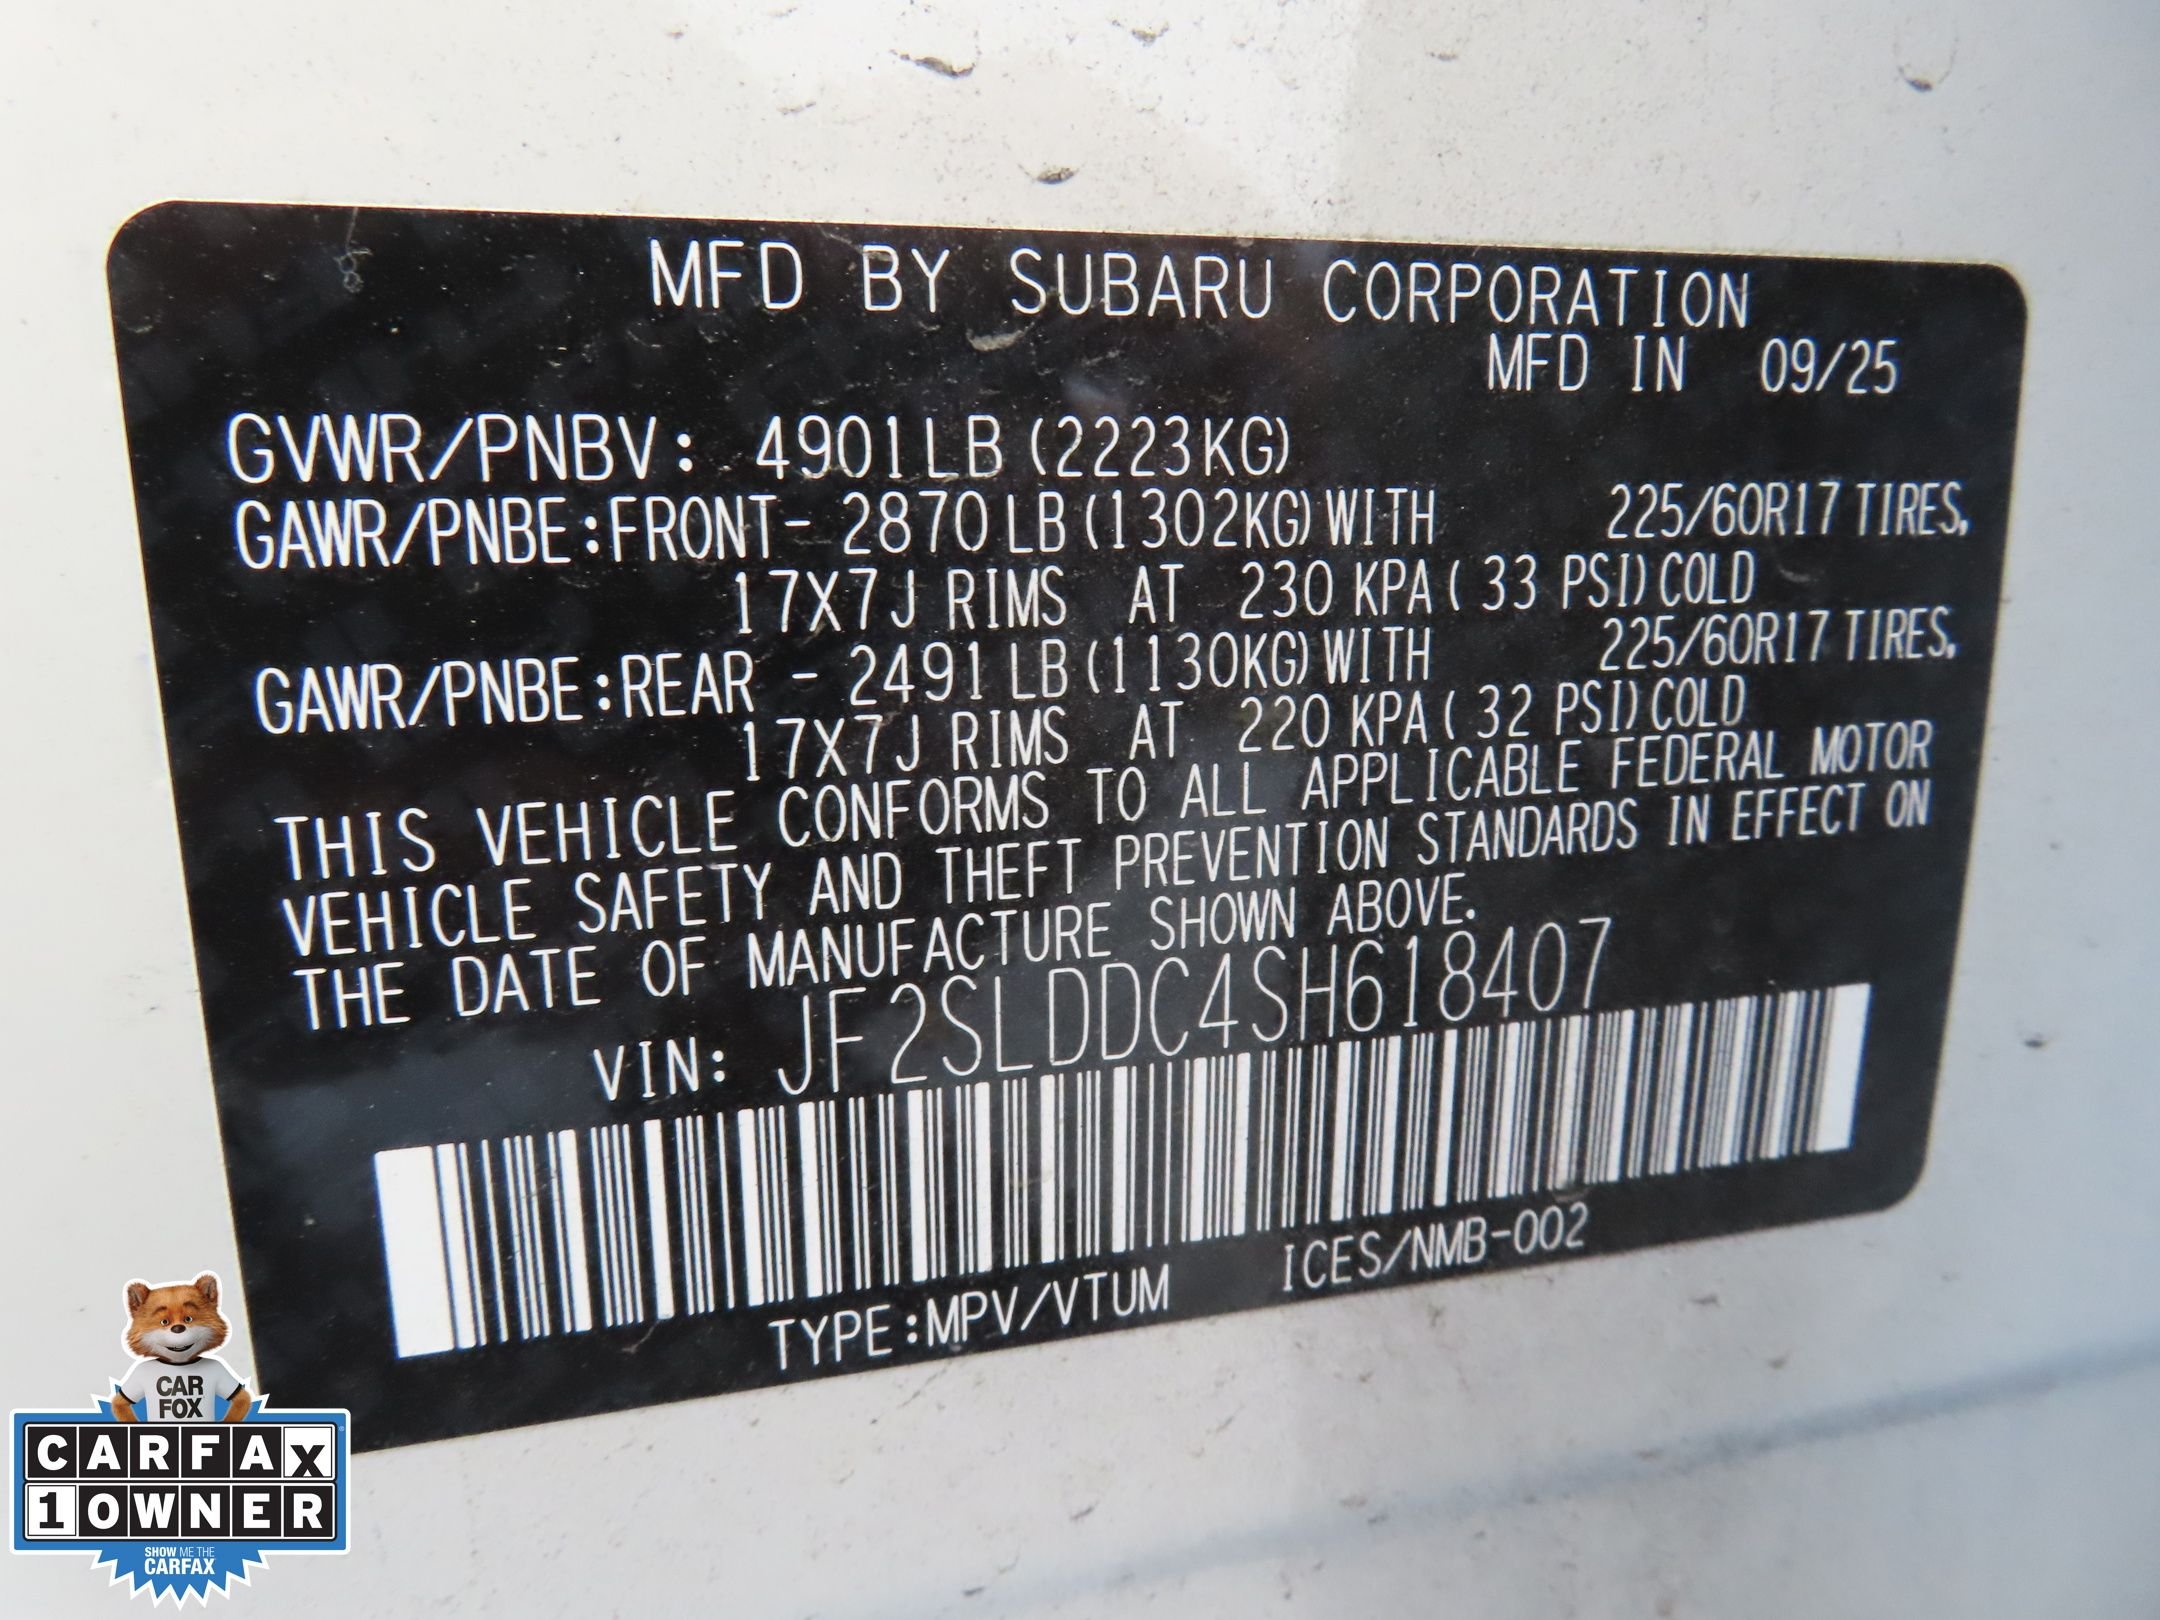 MFD BY SUBARU CORPORATION
MFD IN 09/25
GVWR/PNBV: 4901LB (2223KG)
GAWR/PNBE:FRONT- 2870LB(1302KG)WITH 225/60R17 TIRES,
17X7J RIMS AT 230 KPA( 33 PSI)COLD
GAWR/PNBE:REAR - 2491LB(1130KG)WITH 225/60R17 TIRES,
17X7J RIMS AT 220 KPA( 32 PSI)COLD
THIS VEHICLE CONFORMS TO ALL APPLICABLE FEDERAL MOTOR
VEHICLE SAFETY AND THEFT PREVENTION STANDARDS IN EFFECT ON
THE DATE OF MANUFACTURE SHOWN ABOVE.
VIN: JF2SLDDC4SH618407
TYPE:MPV/VTUM ICES/NMB-002
CAR
FOX
CARFAX
1 OWNER
SHOW ME THE
CARFAX